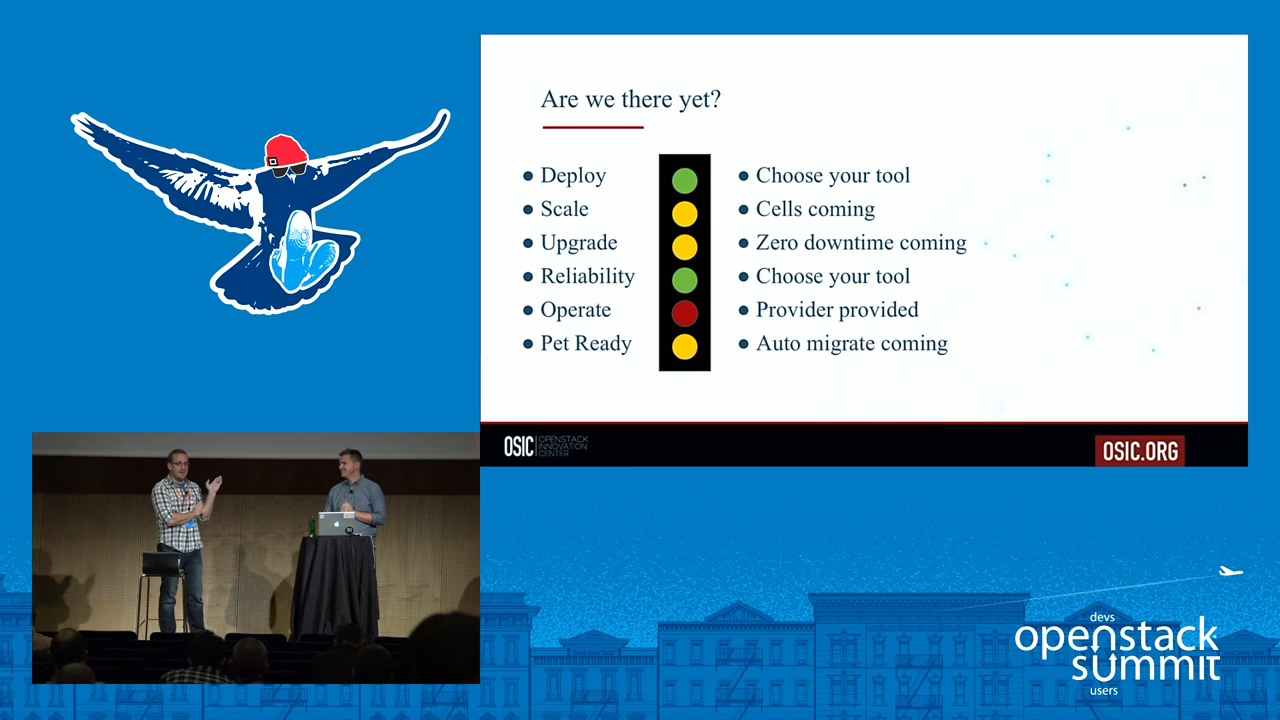 Are we there yet?
• Deploy
• Choose your tool
• Scale
• Cells coming
• Upgrade
• Zero downtime coming
• Reliability
• Choose your tool
• Operate
• Provider provided
• Pet Ready
• Auto migrate coming
OSIC
OPENSTACK
INNOVATION
CENTER
OSIC.ORG
devs
openstack
summit
users